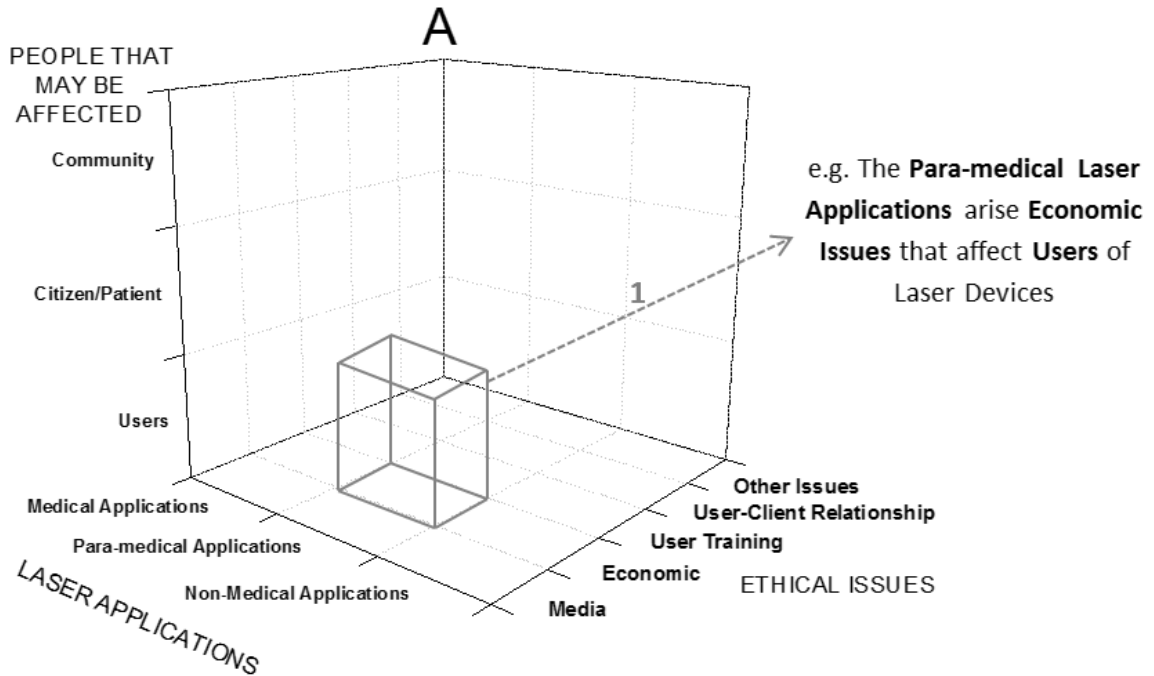 A
PEOPLE THAT
MAY BE
AFFECTED
Community
Citizen/Patient
Users
Medical Applications
Para-medical Applications
Non-Medical Applications
LASER APPLICATIONS
Other Issues
User-Client Relationship
User Training
Economic
Media
ETHICAL ISSUES
1
e.g. The Para-medical Laser
Applications arise Economic
Issues that affect Users of
Laser Devices